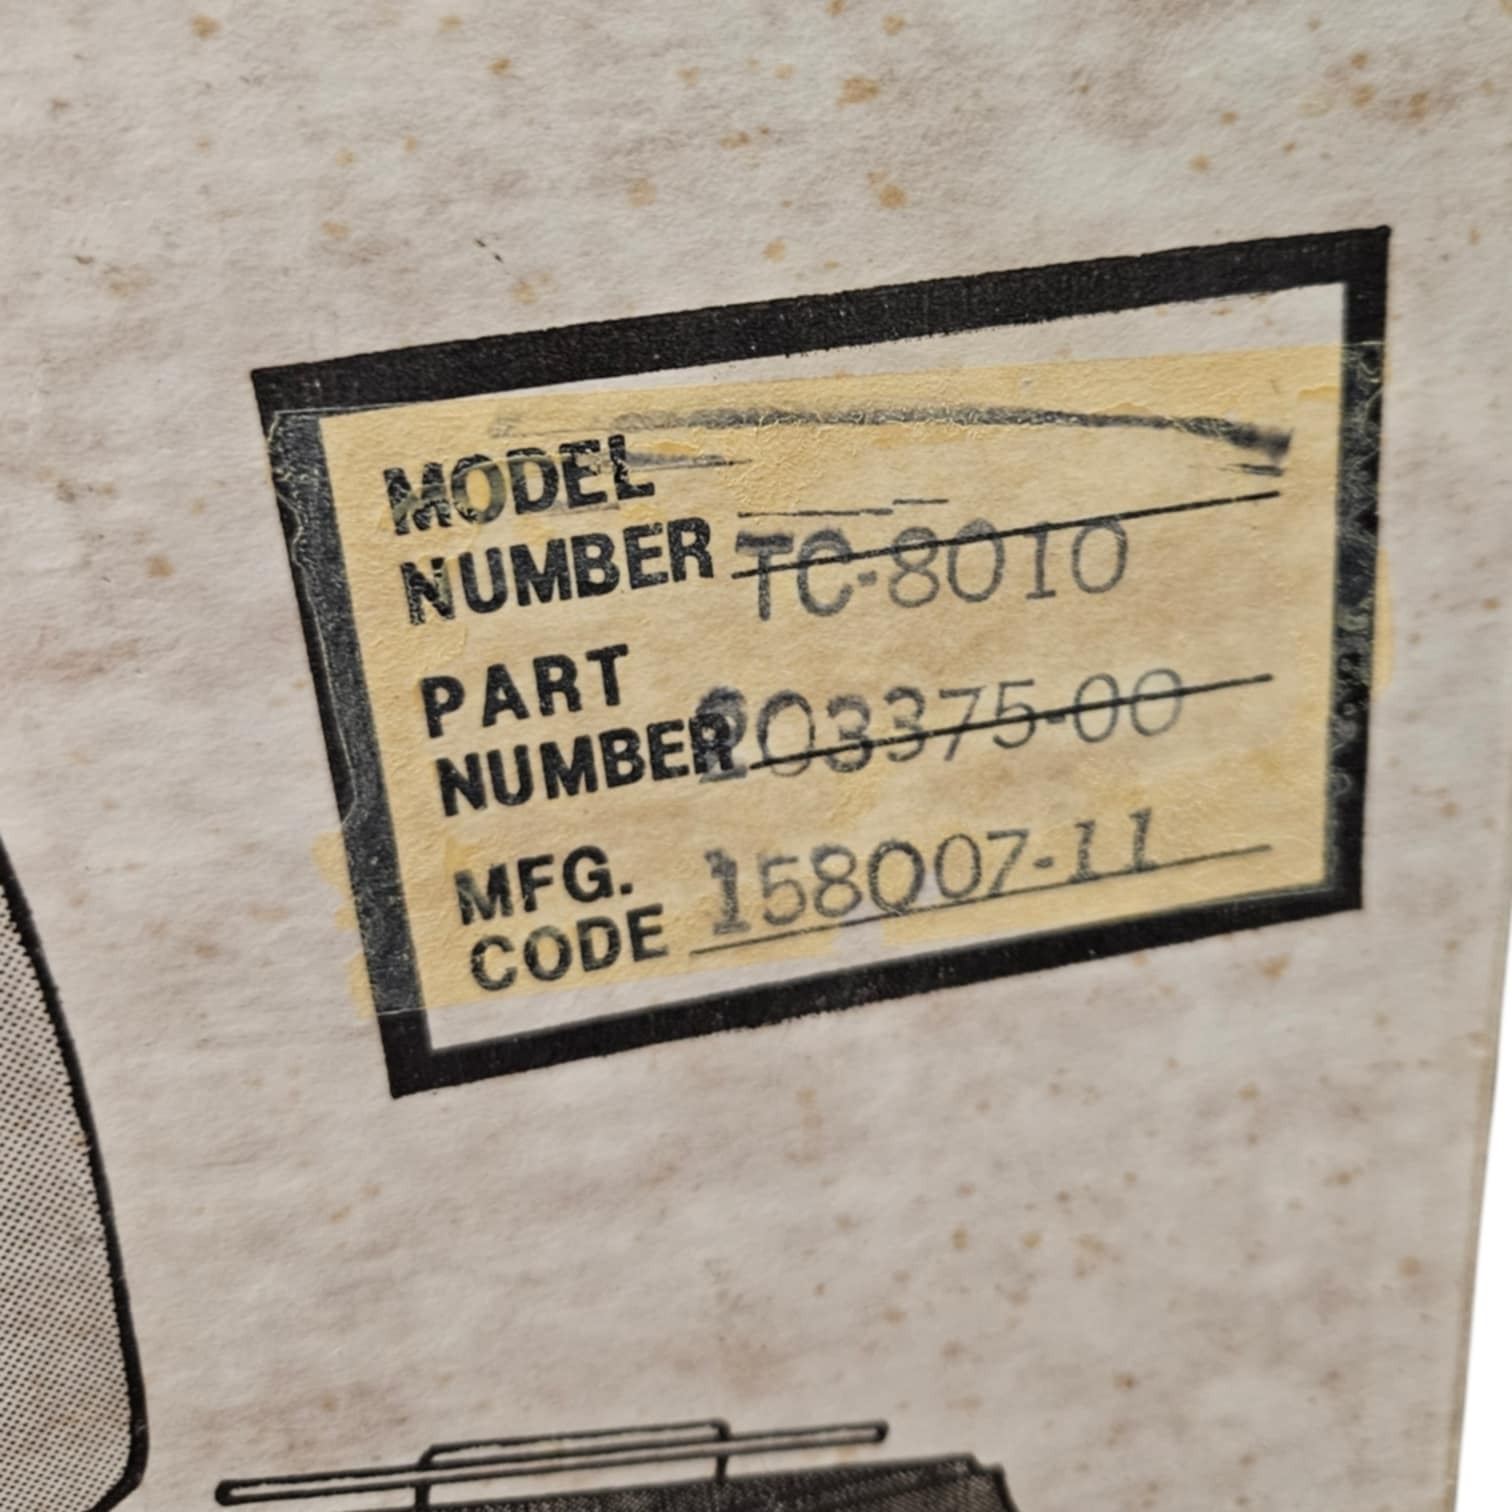 MODEL
NUMBER TC-8010
PART
NUMBER 203375-00
MFG.
CODE 158007-11